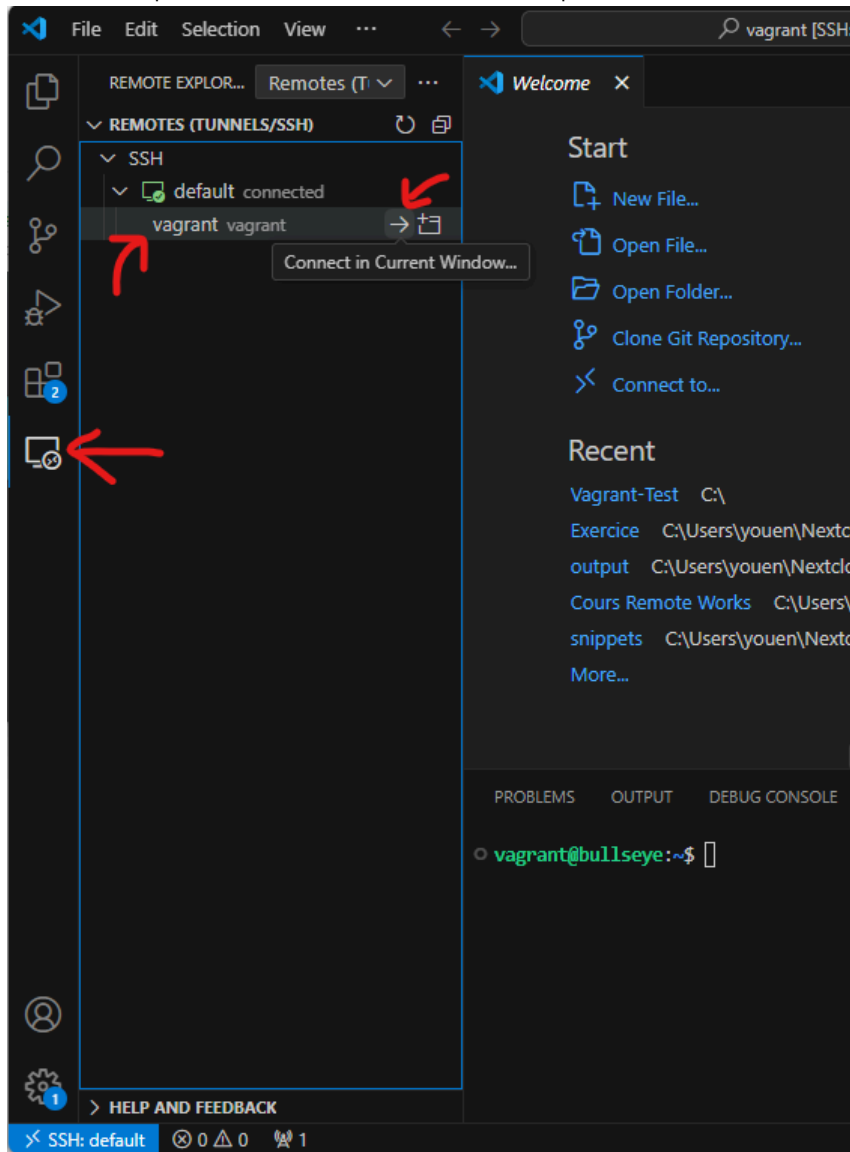 File Edit Selection View ··· vagrant [SSH:
REMOTE EXPLOR... Remotes (T ··· Welcome
REMOTES (TUNNELS/SSH)
SSH
default connected
vagrant vagrant
Connect in Current Window...
2
Start
New File...
Open File...
Open Folder...
Clone Git Repository...
Connect to...
Recent
Vagrant-Test C:\
Exercice C:\Users\youen\Nextc
output C:\Users\youen\Nextclo
Cours Remote Works C:\Users\
snippets C:\Users\youen\Nextc
More...
PROBLEMS OUTPUT DEBUG CONSOLE
vagrant@bullseye:~$
1
HELP AND FEEDBACK
SSH: default 0 0 1